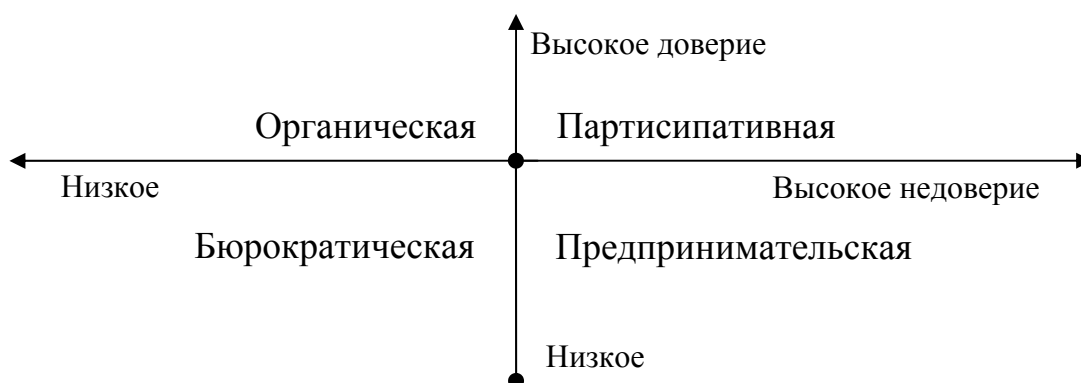 Высокое доверие
Органическая Партисипативная
Низкое Высокое недоверие
Бюрократическая Предпринимательская
Низкое